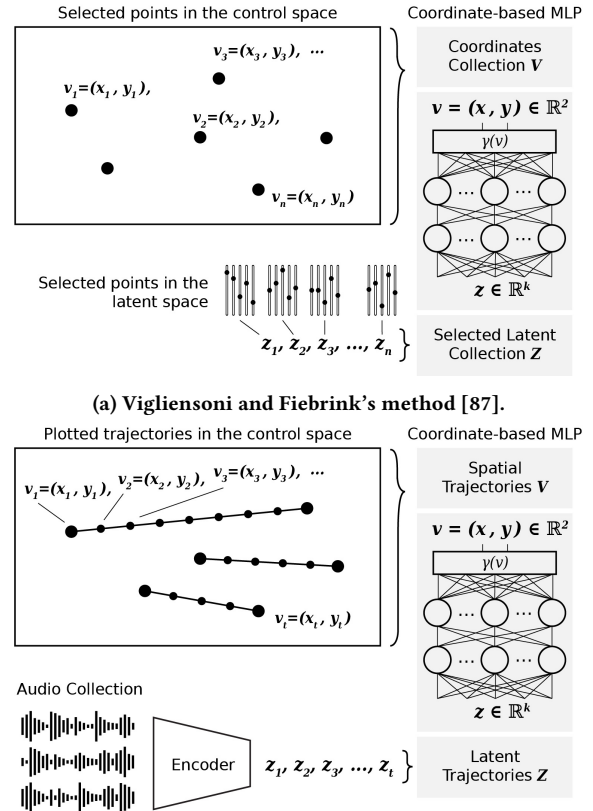 Selected points in the control space
Coordinate-based MLP
v₃=(x₃, y₃), ...
v₁=(x₁, y₁),
v₂=(x₂, y₂),
vₙ=(xₙ, yₙ)
Coordinates
Collection V
v = (x, y) ∈ ℝ²
γ(v)
... ...
... ...
z ∈ ℝᵏ
Selected points in the
latent space
z₁, z₂, z₃, ..., zₙ
Selected Latent
Collection Z
(a) Vigliensoni and Fiebrink's method [87].
Plotted trajectories in the control space
Coordinate-based MLP
v₁=(x₁, y₁), v₂=(x₂, y₂), v₃=(x₃, y₃), ...
vₜ=(xₜ, yₜ)
Spatial
Trajectories V
v = (x, y) ∈ ℝ²
γ(v)
... ...
... ...
z ∈ ℝᵏ
Audio Collection
Encoder
z₁, z₂, z₃, ..., zₜ
Latent
Trajectories Z